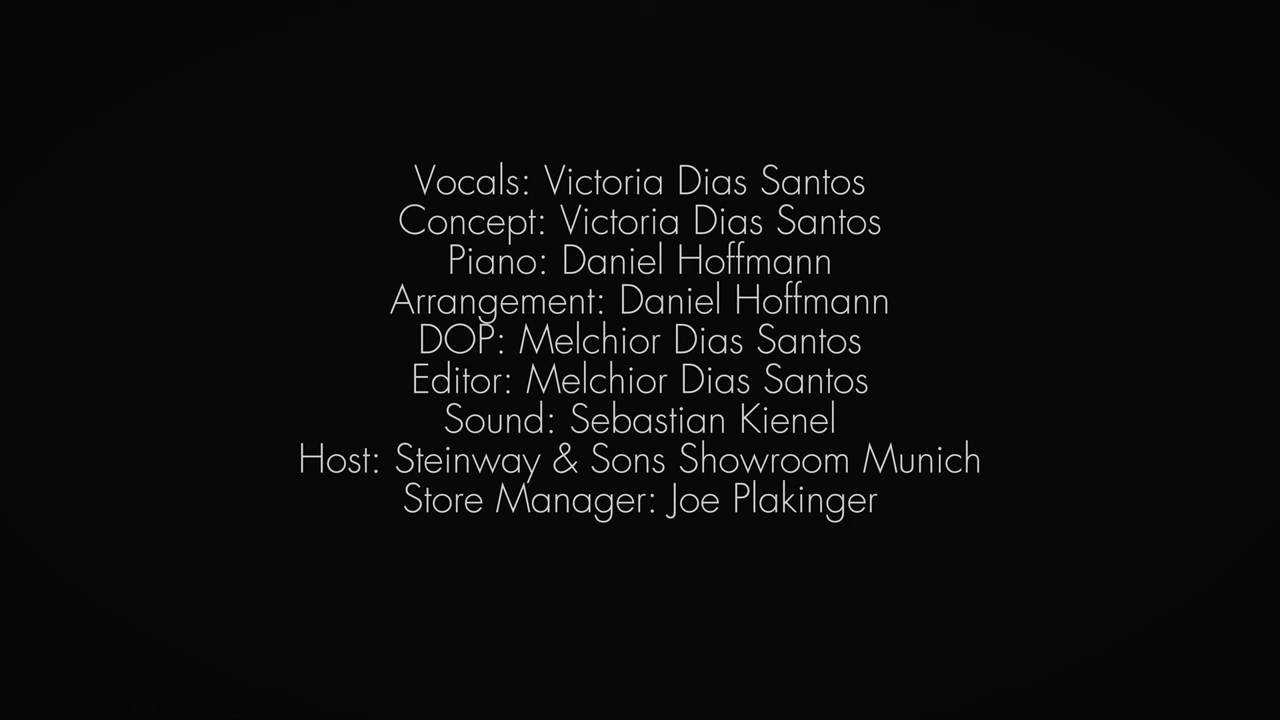 Vocals: Victoria Dias Santos
Concept: Victoria Dias Santos
Piano: Daniel Hoffmann
Arrangement: Daniel Hoffmann
DOP: Melchior Dias Santos
Editor: Melchior Dias Santos
Sound: Sebastian Kienel
Host: Steinway & Sons Showroom Munich
Store Manager: Joe Plakinger